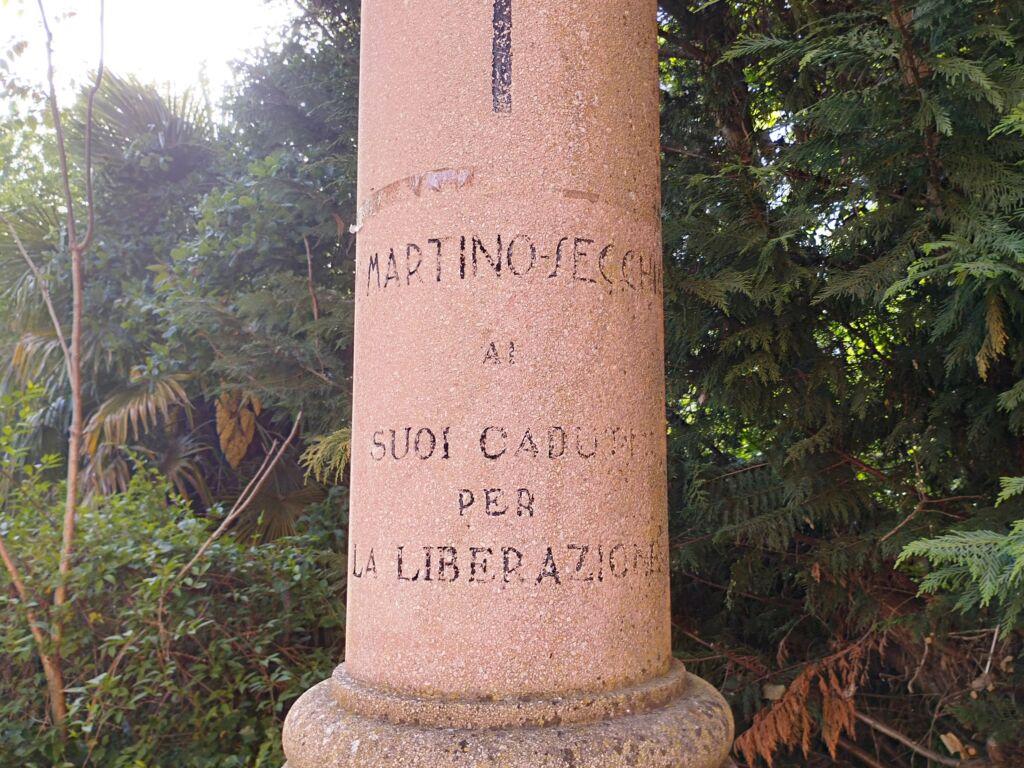 MARTINO-SECCHI
AI
SUOI CADUTI
PER
LA LIBERAZIONE